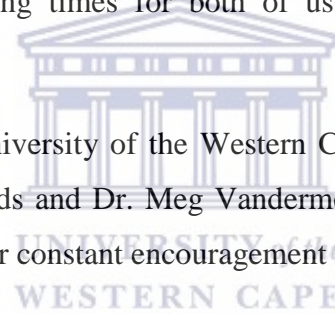 ng times for both of us
niversity of the Western C
ds and Dr. Meg Vanderm
r constant encouragement
UNIVERSITY of the
WESTERN CAPE